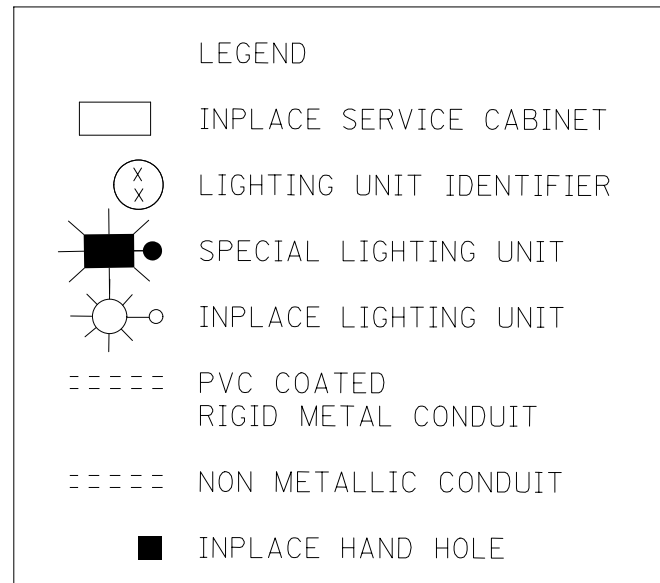 LEGEND
INPLACE SERVICE CABINET
X
X
LIGHTING UNIT IDENTIFIER
SPECIAL LIGHTING UNIT
INPLACE LIGHTING UNIT
PVC COATED
RIGID METAL CONDUIT
NON METALLIC CONDUIT
INPLACE HAND HOLE